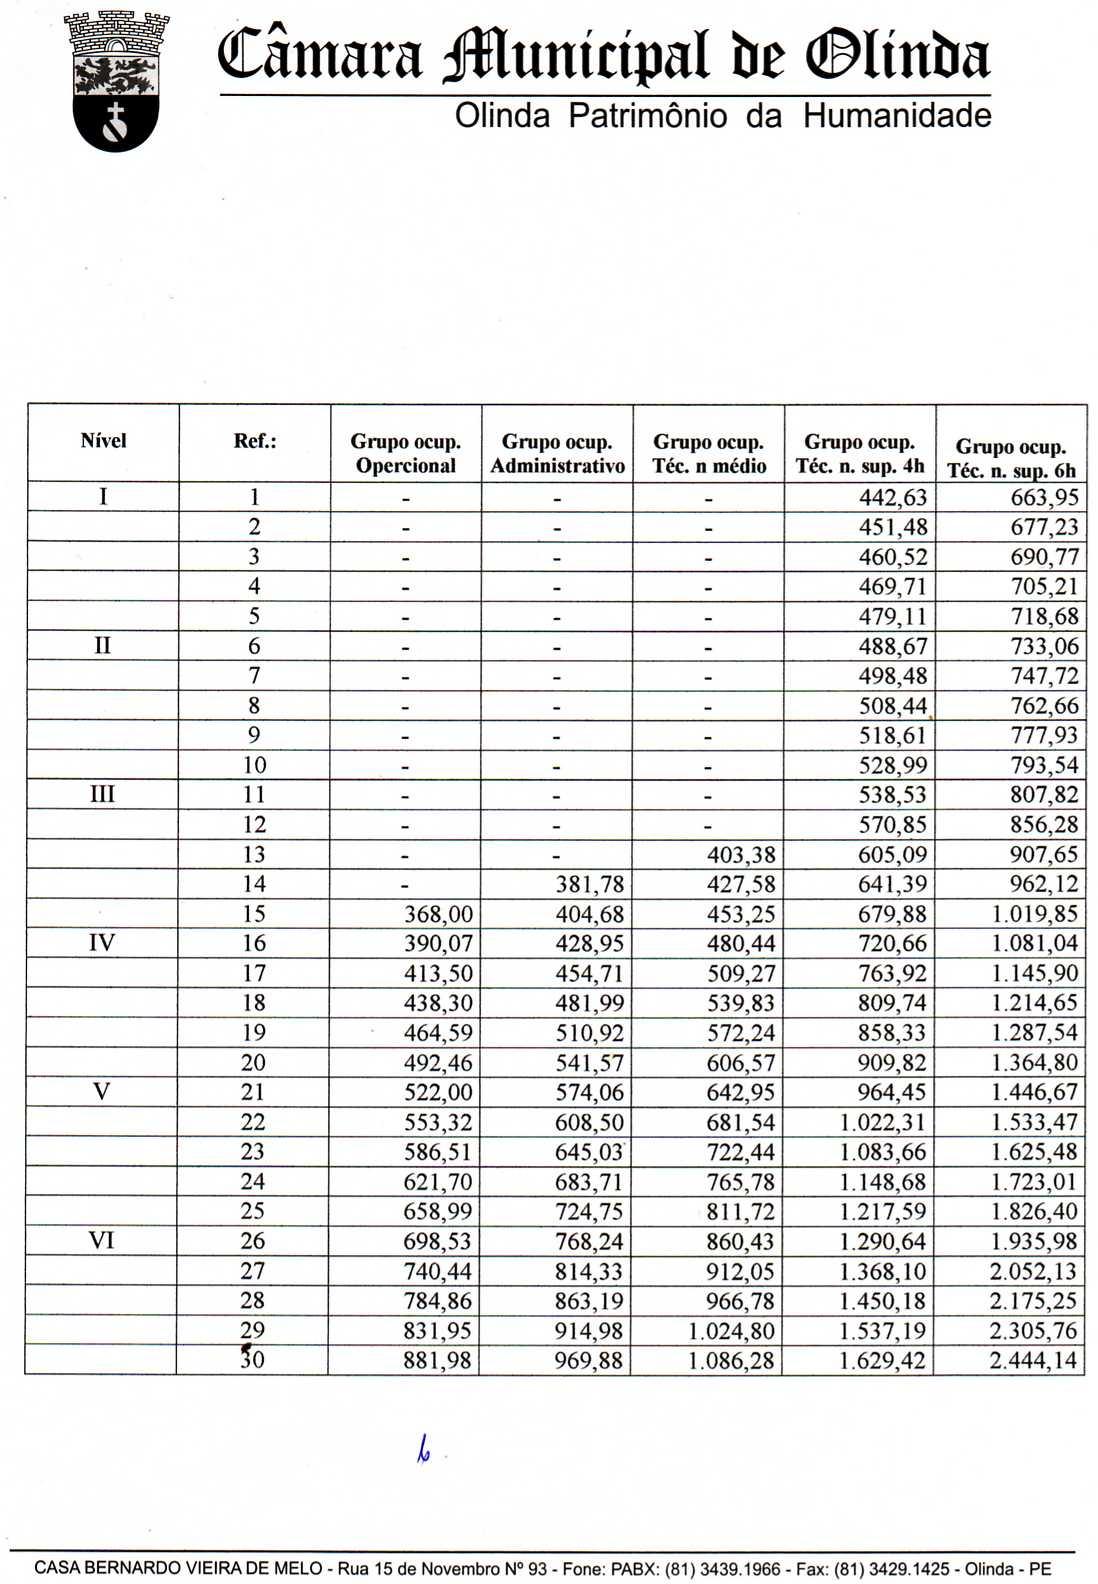 Câmara Municipal de Olinda
Olinda Patrimônio da Humanidade
Nível Ref.: Grupo ocup. Opercional Grupo ocup. Administrativo Grupo ocup. Téc. n médio Grupo ocup. Téc. n. sup. 4h Grupo ocup. Téc. n. sup. 6h
I 1 - - - 442,63 663,95
2 - - - 451,48 677,23
3 - - - 460,52 690,77
4 - - - 469,71 705,21
5 - - - 479,11 718,68
II 6 - - - 488,67 733,06
7 - - - 498,48 747,72
8 - - - 508,44 762,66
9 - - - 518,61 777,93
10 - - - 528,99 793,54
III 11 - - - 538,53 807,82
12 - - - 570,85 856,28
13 - - 403,38 605,09 907,65
14 - 381,78 427,58 641,39 962,12
15 368,00 404,68 453,25 679,88 1.019,85
IV 16 390,07 428,95 480,44 720,66 1.081,04
17 413,50 454,71 509,27 763,92 1.145,90
18 438,30 481,99 539,83 809,74 1.214,65
19 464,59 510,92 572,24 858,33 1.287,54
20 492,46 541,57 606,57 909,82 1.364,80
V 21 522,00 574,06 642,95 964,45 1.446,67
22 553,32 608,50 681,54 1.022,31 1.533,47
23 586,51 645,03 722,44 1.083,66 1.625,48
24 621,70 683,71 765,78 1.148,68 1.723,01
25 658,99 724,75 811,72 1.217,59 1.826,40
VI 26 698,53 768,24 860,43 1.290,64 1.935,98
27 740,44 814,33 912,05 1.368,10 2.052,13
28 784,86 863,19 966,78 1.450,18 2.175,25
29 831,95 914,98 1.024,80 1.537,19 2.305,76
30 881,98 969,88 1.086,28 1.629,42 2.444,14
CASA BERNARDO VIEIRA DE MELO - Rua 15 de Novembro Nº 93 - Fone: PABX: (81) 3439.1966 - Fax: (81) 3429.1425 - Olinda - PE